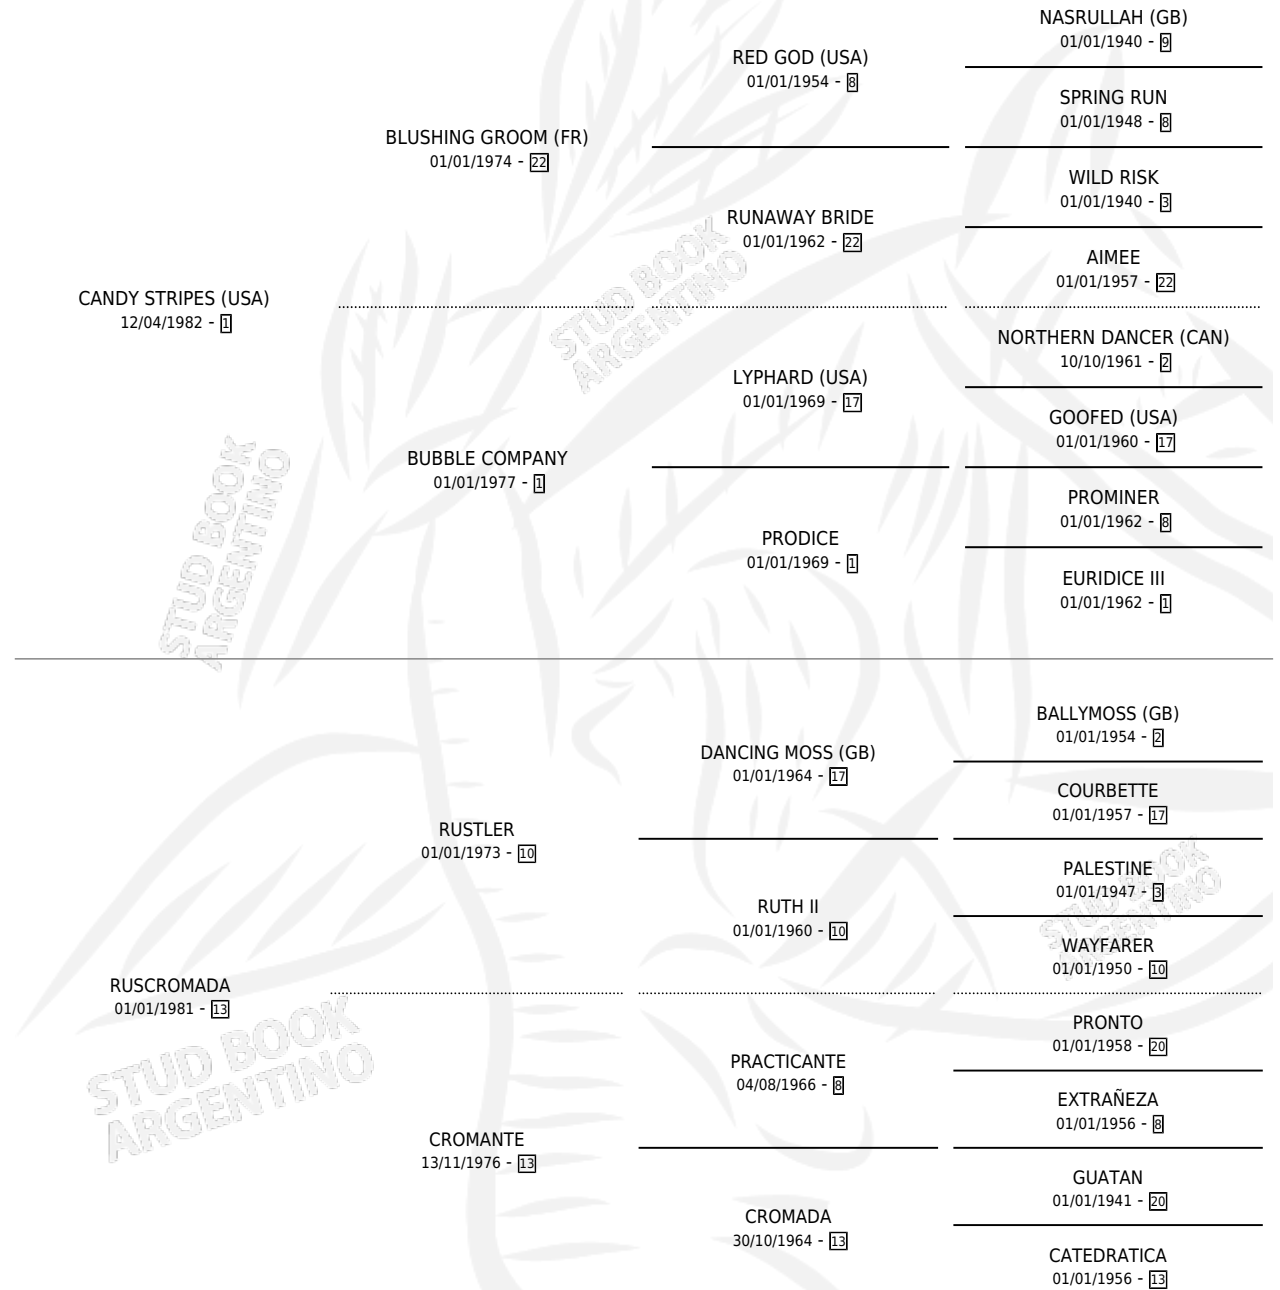 NASRULLAH (GB)
01/01/1940 - 9
RED GOD (USA)
01/01/1954 - 8
SPRING RUN
01/01/1948 - 8
BLUSHING GROOM (FR)
01/01/1974 - 22
WILD RISK
01/01/1940 - 3
RUNAWAY BRIDE
01/01/1962 - 22
AIMEE
01/01/1957 - 22
CANDY STRIPES (USA)
12/04/1982 - 1
NORTHERN DANCER (CAN)
10/10/1961 - 2
LYPHARD (USA)
01/01/1969 - 17
GOOFED (USA)
01/01/1960 - 17
BUBBLE COMPANY
01/01/1977 - 1
PROMINER
01/01/1962 - 8
PRODICE
01/01/1969 - 1
EURIDICE III
01/01/1962 - 1
BALLYMOSS (GB)
01/01/1954 - 2
DANCING MOSS (GB)
01/01/1964 - 17
COURBETTE
01/01/1957 - 17
RUSTLER
01/01/1973 - 10
PALESTINE
01/01/1947 - 3
RUTH II
01/01/1960 - 10
WAYFARER
01/01/1950 - 10
RUSCROMADA
01/01/1981 - 13
PRONTO
01/01/1958 - 20
PRACTICANTE
04/08/1966 - 8
EXTRAÑEZA
01/01/1956 - 8
CROMANTE
13/11/1976 - 13
GUATAN
01/01/1941 - 20
CROMADA
30/10/1964 - 13
CATEDRATICA
01/01/1956 - 13
STUD BOOK
ARGENTINO
STUD BOOK
ARGENTINO
STUD BOOK
ARGENTINO
STUD BOOK
ARGENTINO